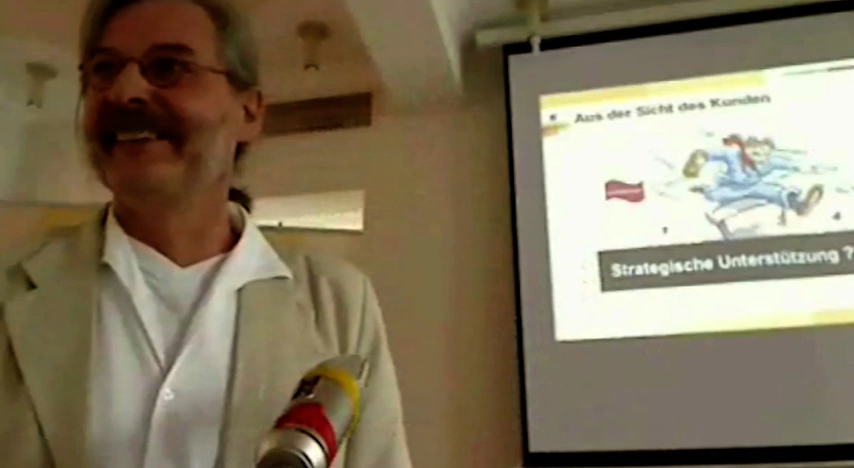 Aus der Sicht des Kunden
Strategische Unterstützung ?